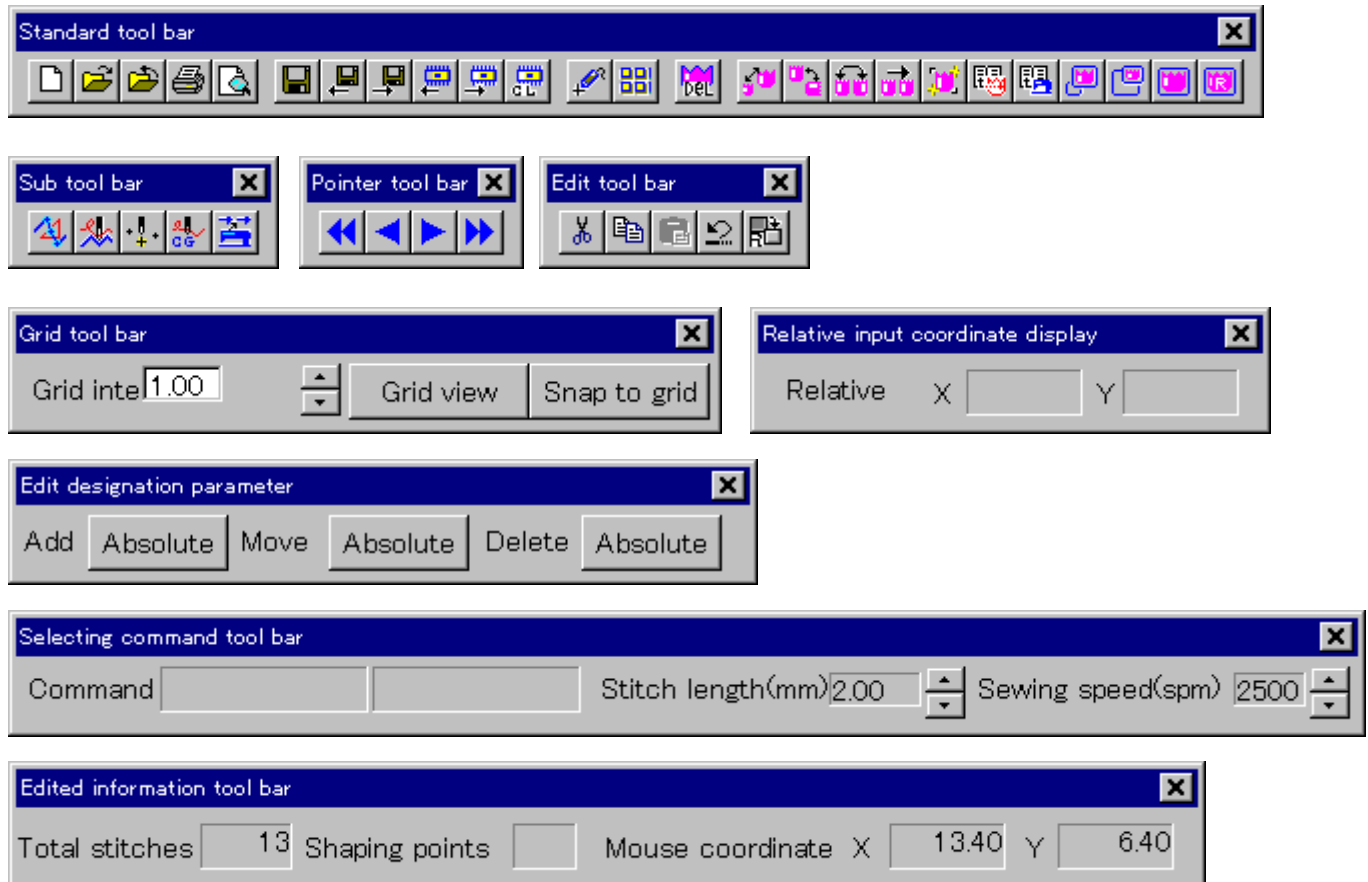 Standard tool bar
DEL
Sub tool bar
Pointer tool bar
Edit tool bar
CG
R
Grid tool bar
Relative input coordinate display
Grid inte 1.00 Grid view Snap to grid
Relative X Y
Edit designation parameter
Add Absolute Move Absolute Delete Absolute
Selecting command tool bar
Command Stitch length(mm) 2.00 Sewing speed(spm) 2500
Edited information tool bar
Total stitches 13 Shaping points Mouse coordinate X 13.40 Y 6.40